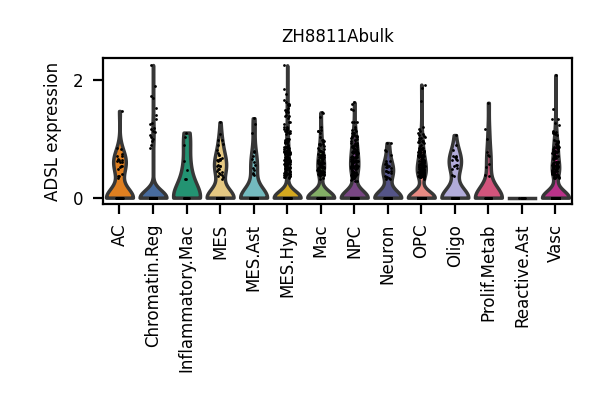 ZH8811Abulk
ADSL expression
2
0
AC
Chromatin.Reg
Inflammatory.Mac
MES
MES.Ast
MES.Hyp
Mac
NPC
Neuron
OPC
Oligo
Prolif.Metab
Reactive.Ast
Vasc